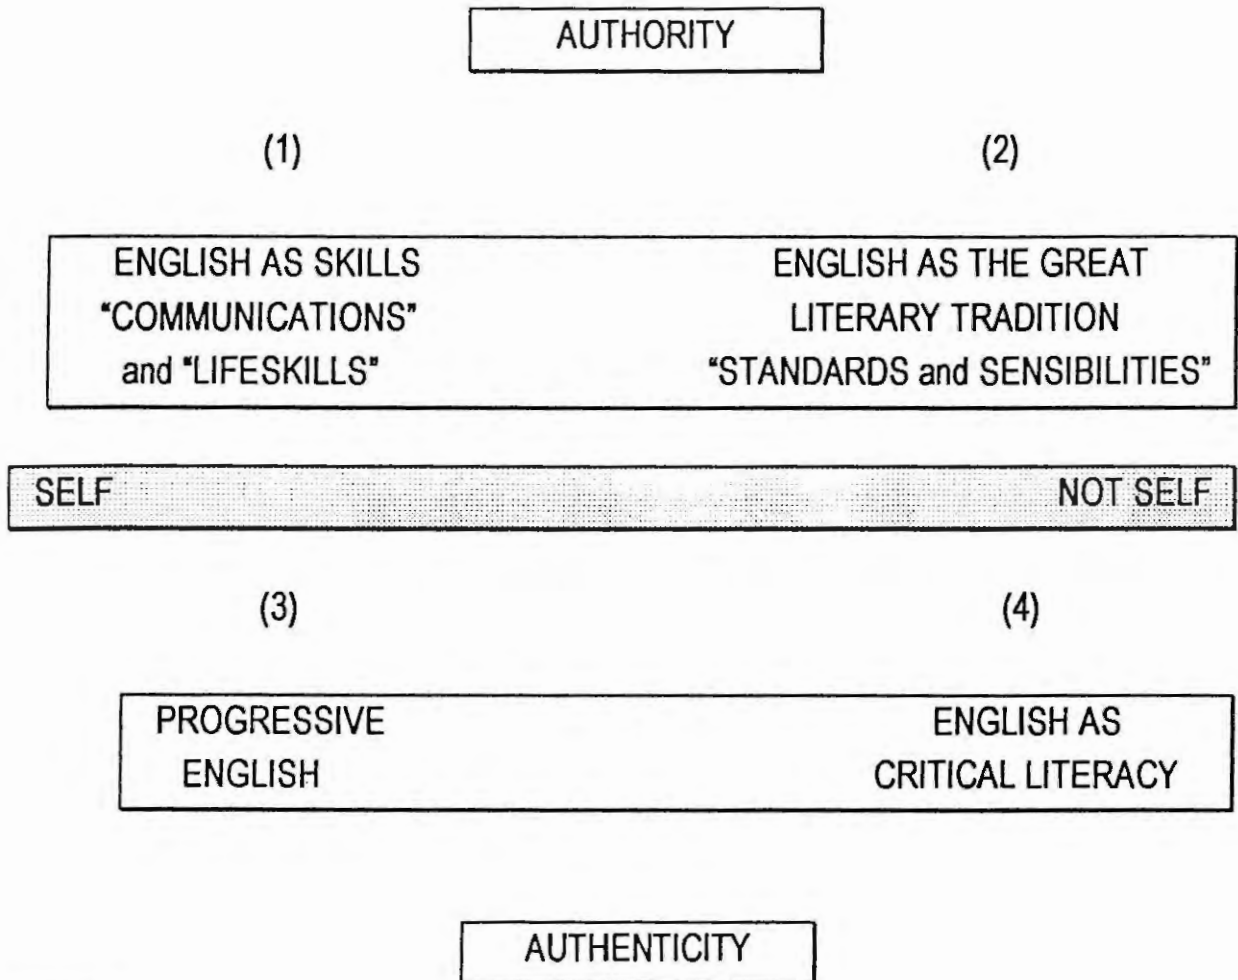 AUTHORITY
(1) (2)
ENGLISH AS SKILLS ENGLISH AS THE GREAT
"COMMUNICATIONS" LITERARY TRADITION
and "LIFESKILLS" "STANDARDS and SENSIBILITIES"
SELF NOT SELF
(3) (4)
PROGRESSIVE ENGLISH AS
ENGLISH CRITICAL LITERACY
AUTHENTICITY